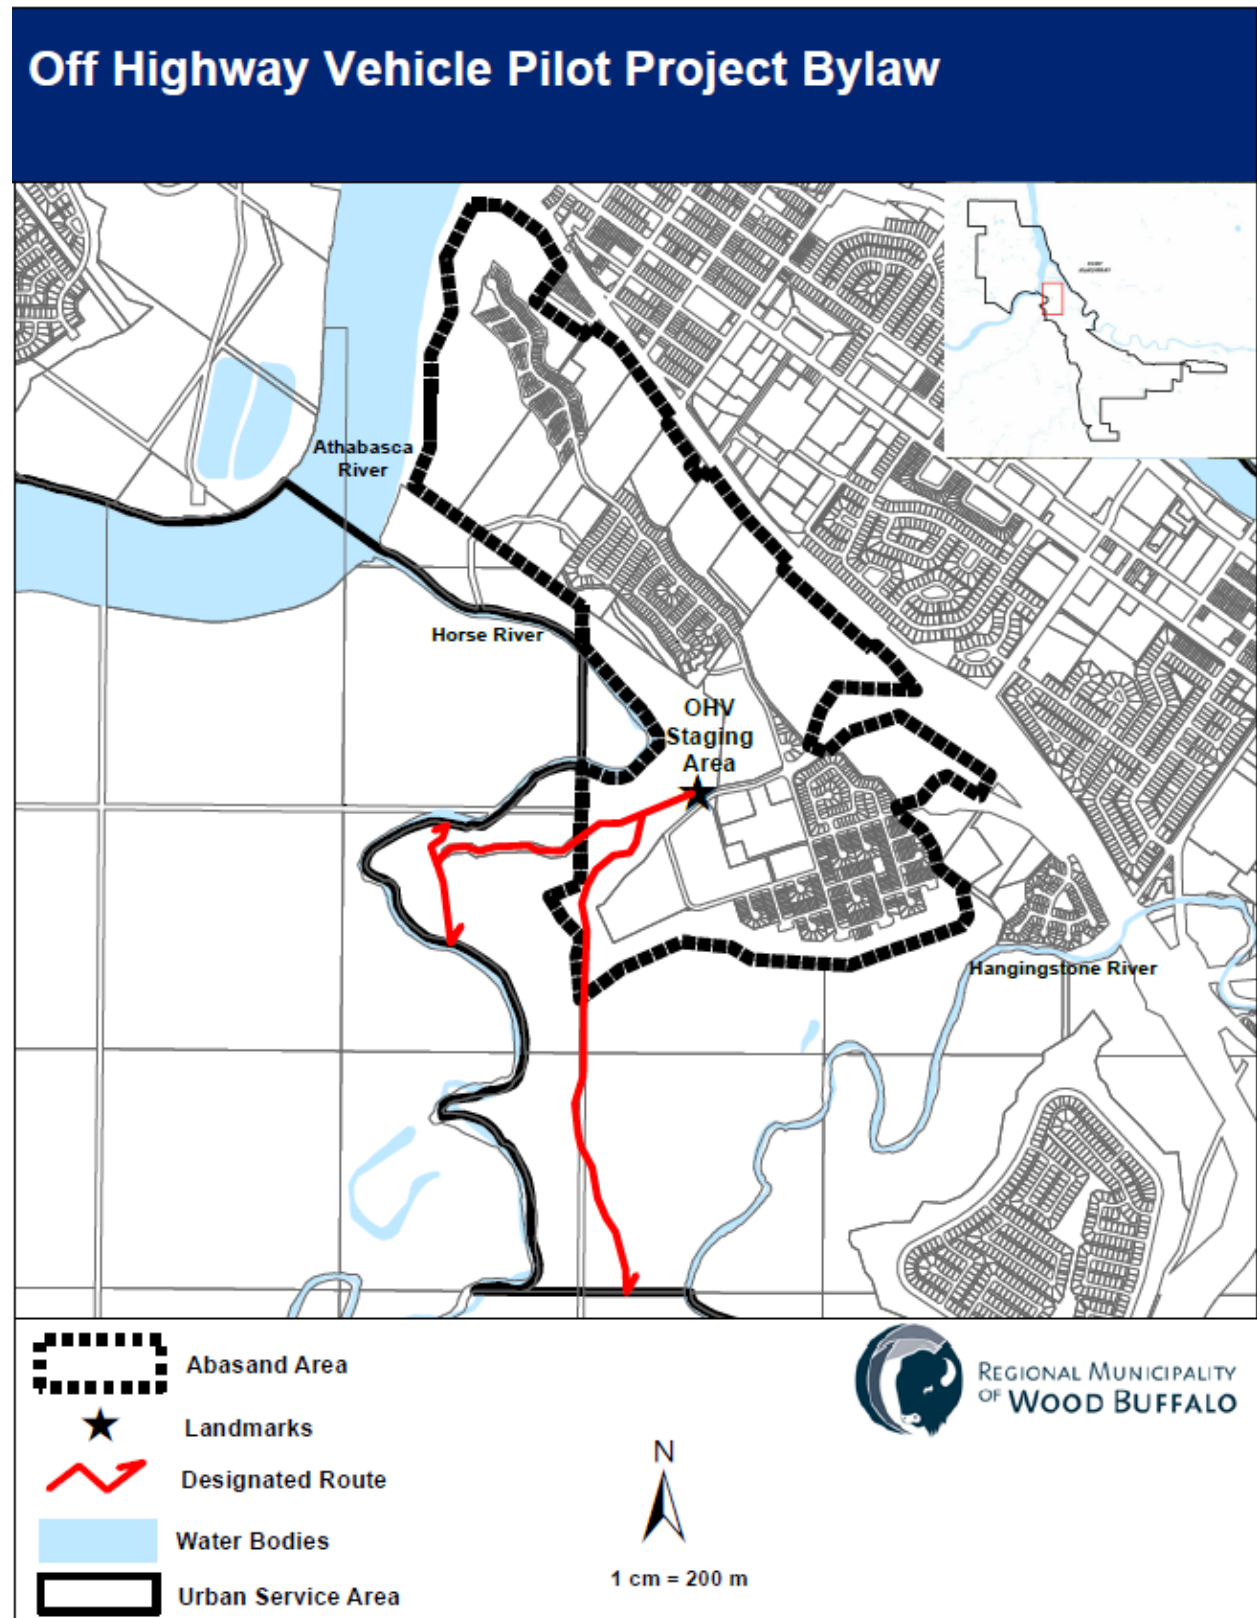 Off Highway Vehicle Pilot Project Bylaw
Athabasca
River
Horse River
OHV
Staging
Area
Hangingstone River
Abasand Area
Landmarks
Designated Route
Water Bodies
Urban Service Area
N
1 cm = 200 m
REGIONAL MUNICIPALITY
OF WOOD BUFFALO